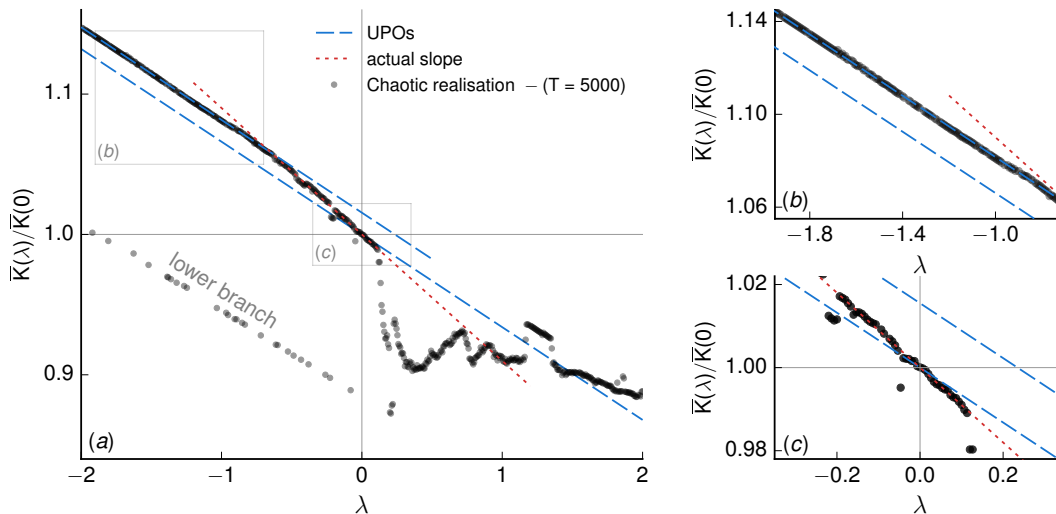 UPOs
actual slope
Chaotic realisation − (T = 5000)
1.1
1.0
0.9
K̅(λ)/K̅(0)
(b)
(c)
lower branch
(a)
−2
−1
0
1
2
λ
1.14
1.10
1.06
K̅(λ)/K̅(0)
(b)
−1.8
−1.4
−1.0
λ
1.02
1.00
0.98
K̅(λ)/K̅(0)
(c)
−0.2
0.0
0.2
λ